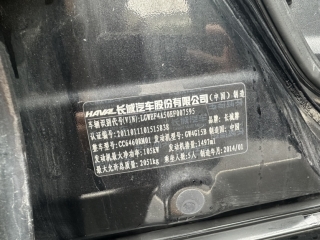 HAVAL 长城汽车股份有限公司(中国)制造
车辆识别代号(VIN):LGWEF4A50EF007595 品牌:长城牌
认证编号:2011011101515838 制造国:中国
整车型号:CC6460RM01 发动机型号:GW4G15B
发动机最大净功率:105kW 发动机排量:1497ml
最大允许总质量:2051kg 乘坐人数:5人 制造年月:2014/01